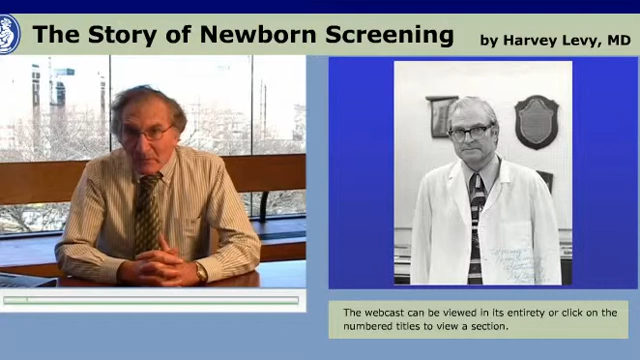 The Story of Newborn Screening
by Harvey Levy, MD
The webcast can be viewed in its entirety or click on the
numbered titles to view a section.